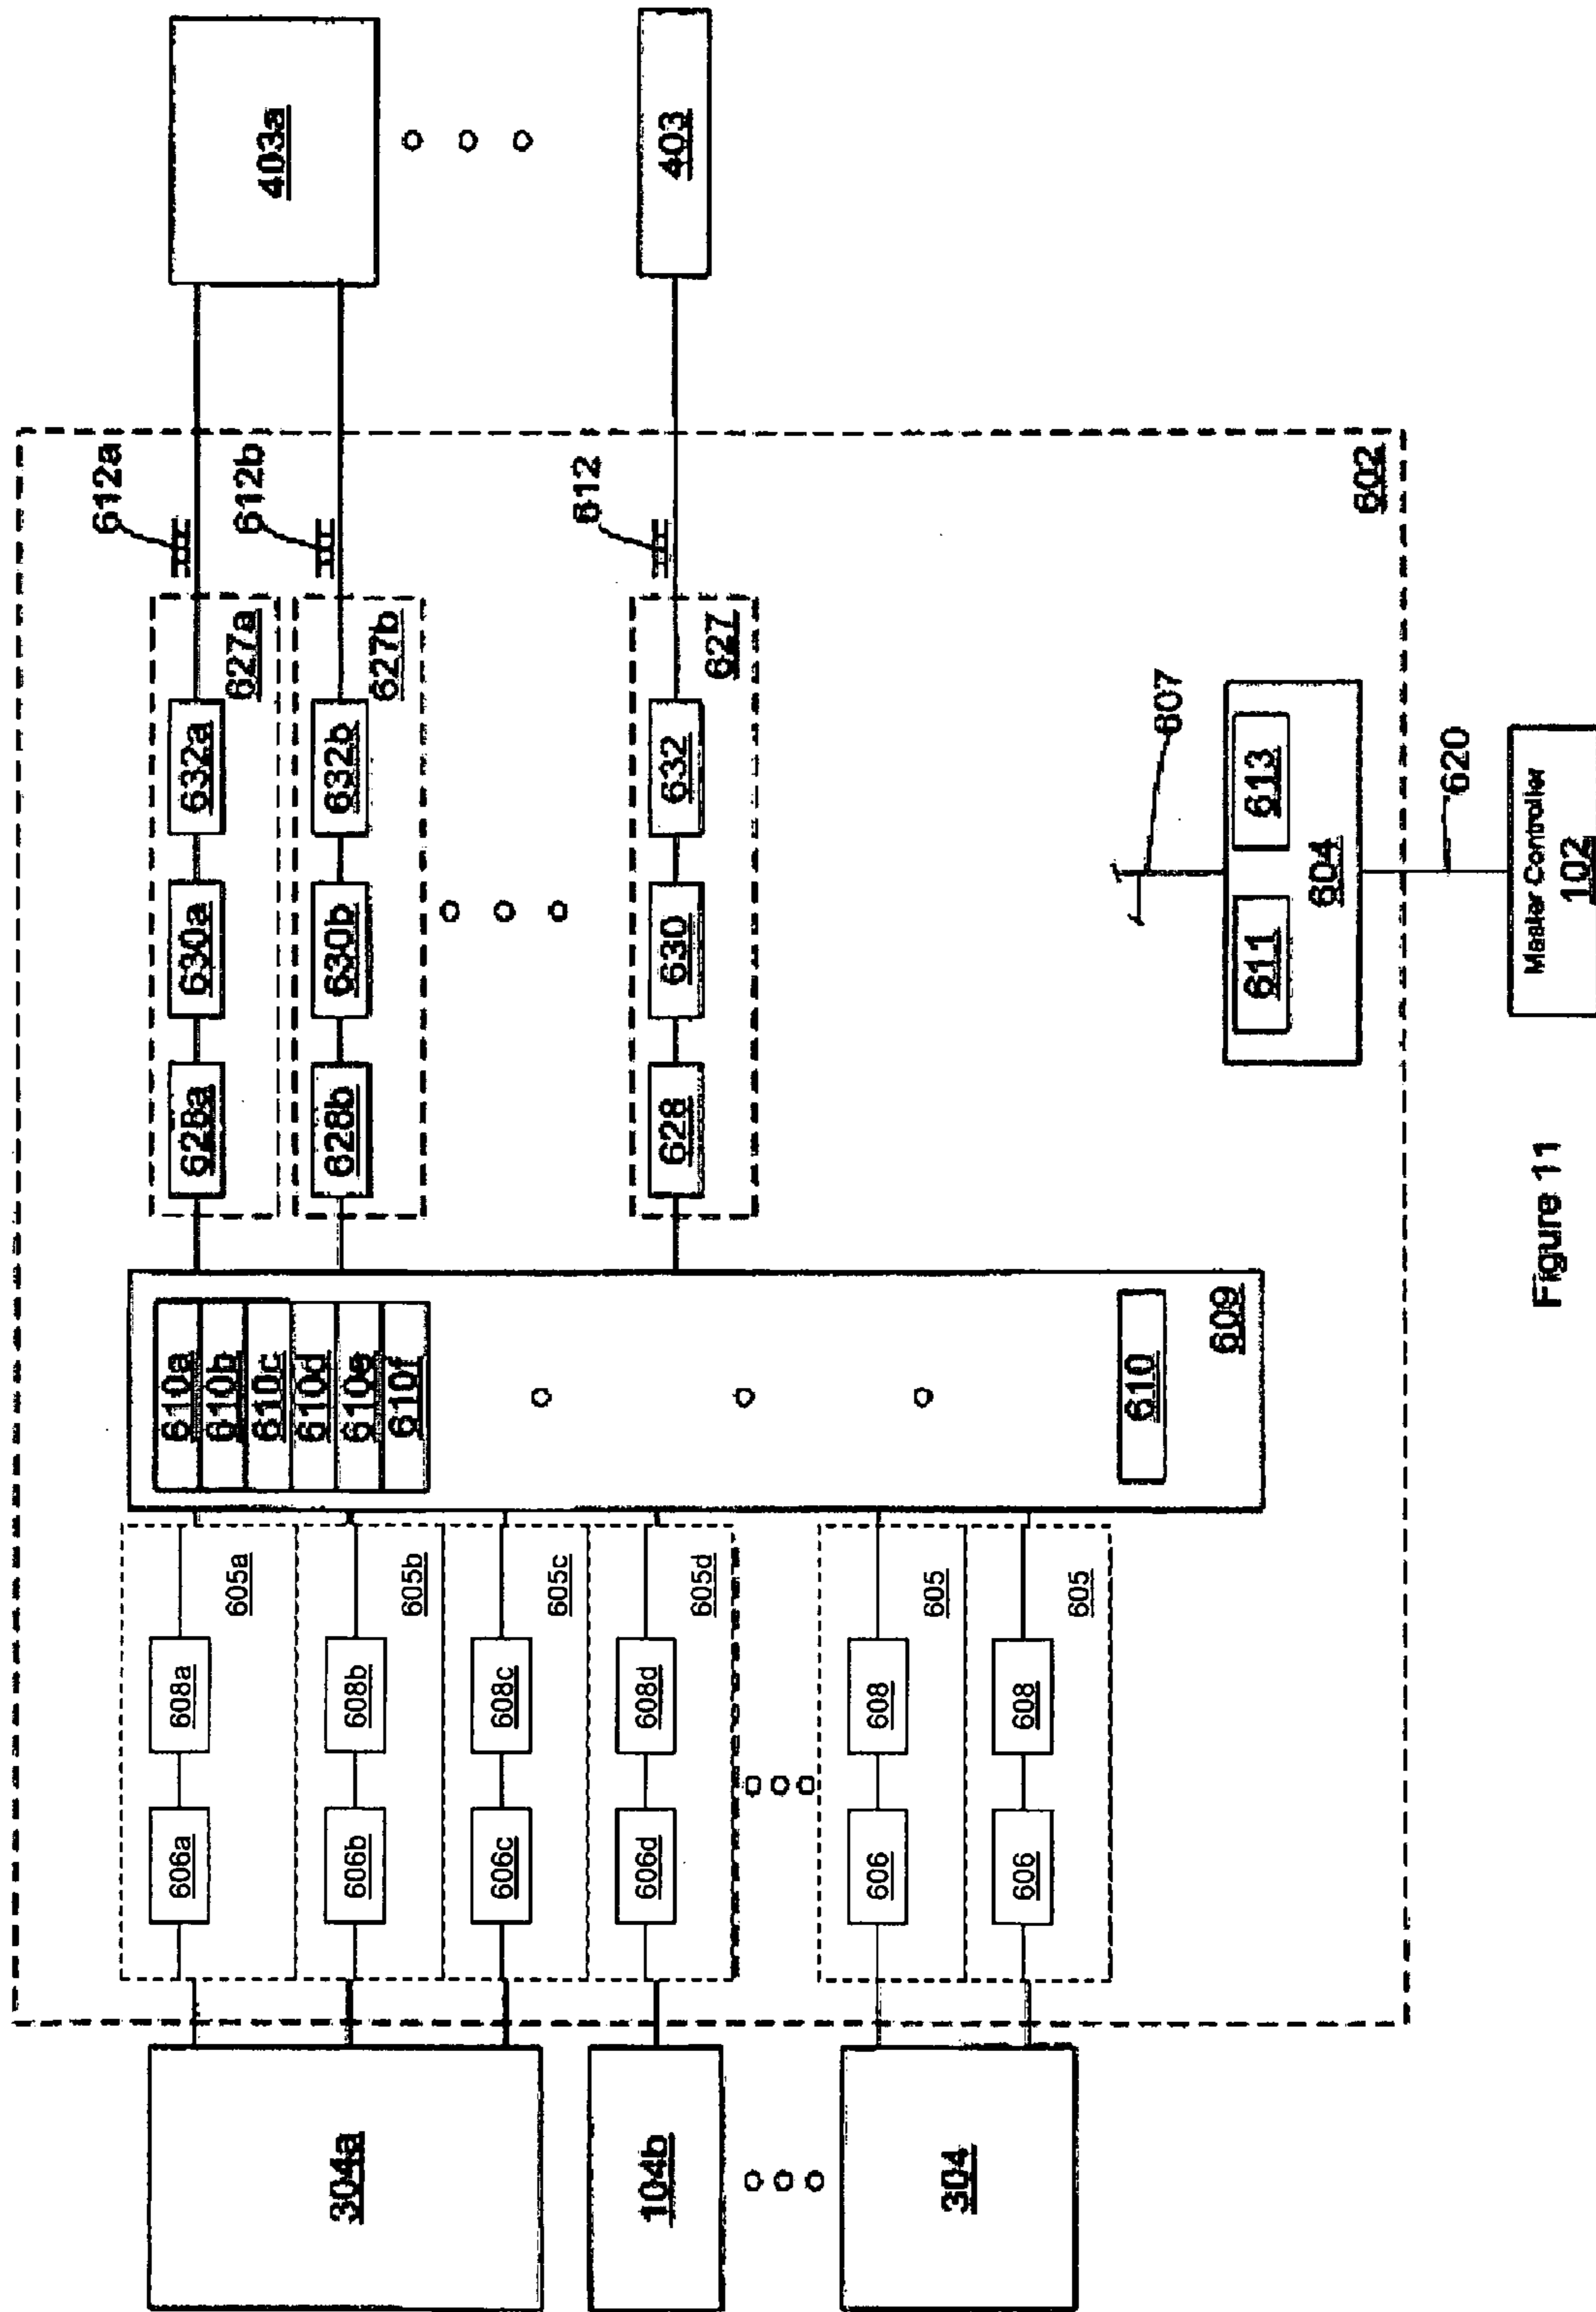 304a
606a
608a
605a
606b
608b
605b
606c
608c
605c
104b
606d
608d
605d
304
606
608
605
606
608
605
610a
610b
610c
610d
610e
610f
610
609
628a
630a
632a
627a
612a
628b
630b
632b
627b
612b
628
630
632
627
612
403a
403
607
611
613
604
602
620
Master Controller
102
Figure 11